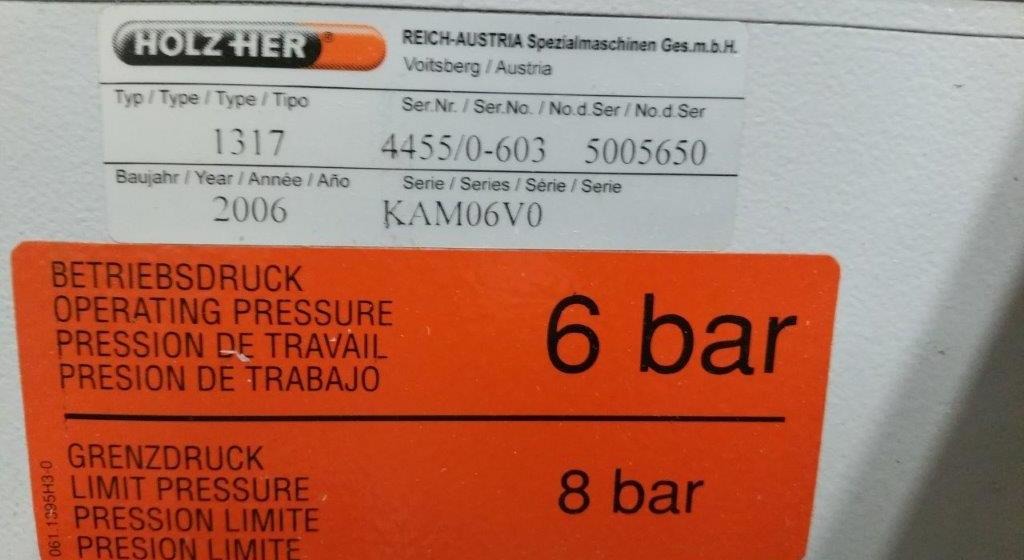 HOLZ-HER®
REICH-AUSTRIA Spezialmaschinen Ges.m.b.H.
Voitsberg / Austria
Typ / Type / Type / Tipo
Ser.Nr. / Ser.No. / No.d.Ser / No.d.Ser
1317
4455/0-603 5005650
Baujahr / Year / Année / Año
Serie / Series / Série / Serie
2006
KAM06V0
BETRIEBSDRUCK
OPERATING PRESSURE
PRESSION DE TRAVAIL
PRESION DE TRABAJO
6 bar
GRENZDRUCK
LIMIT PRESSURE
PRESSION LIMITE
PRESION LIMITE
8 bar
061.1395H3-0